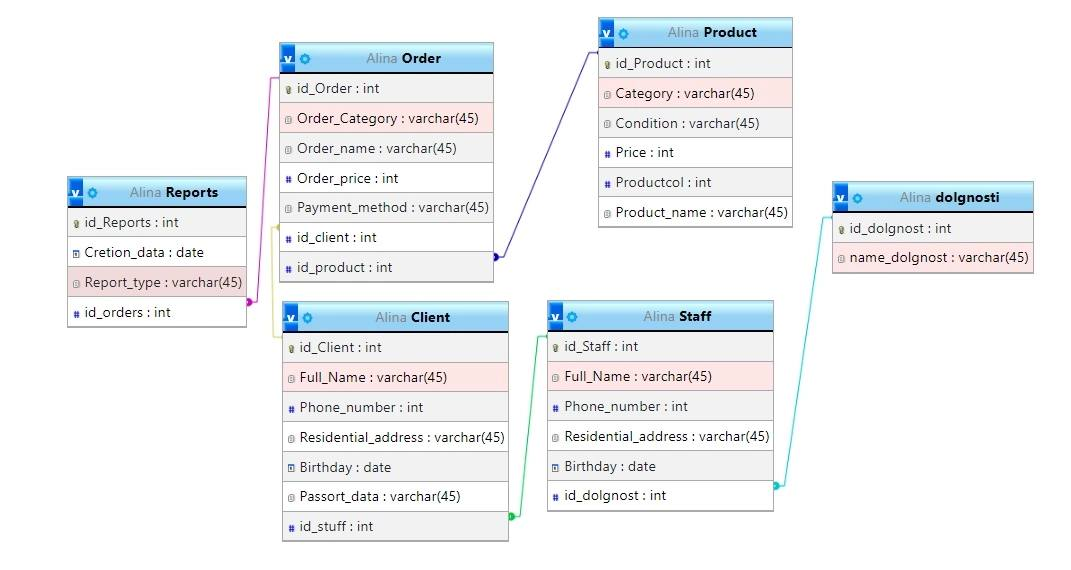 Alina Order
id_Order : int
Order_Category : varchar(45)
Order_name : varchar(45)
Order_price : int
Payment_method : varchar(45)
id_client : int
id_product : int
Alina Product
id_Product : int
Category : varchar(45)
Condition : varchar(45)
Price : int
Productcol : int
Product_name : varchar(45)
Alina Reports
id_Reports : int
Cretion_data : date
Report_type : varchar(45)
id_orders : int
Alina dolgnosti
id_dolgnost : int
name_dolgnost : varchar(45)
Alina Client
id_Client : int
Full_Name : varchar(45)
Phone_number : int
Residential_address : varchar(45)
Birthday : date
Passort_data : varchar(45)
id_stuff : int
Alina Staff
id_Staff : int
Full_Name : varchar(45)
Phone_number : int
Residential_address : varchar(45)
Birthday : date
id_dolgnost : int